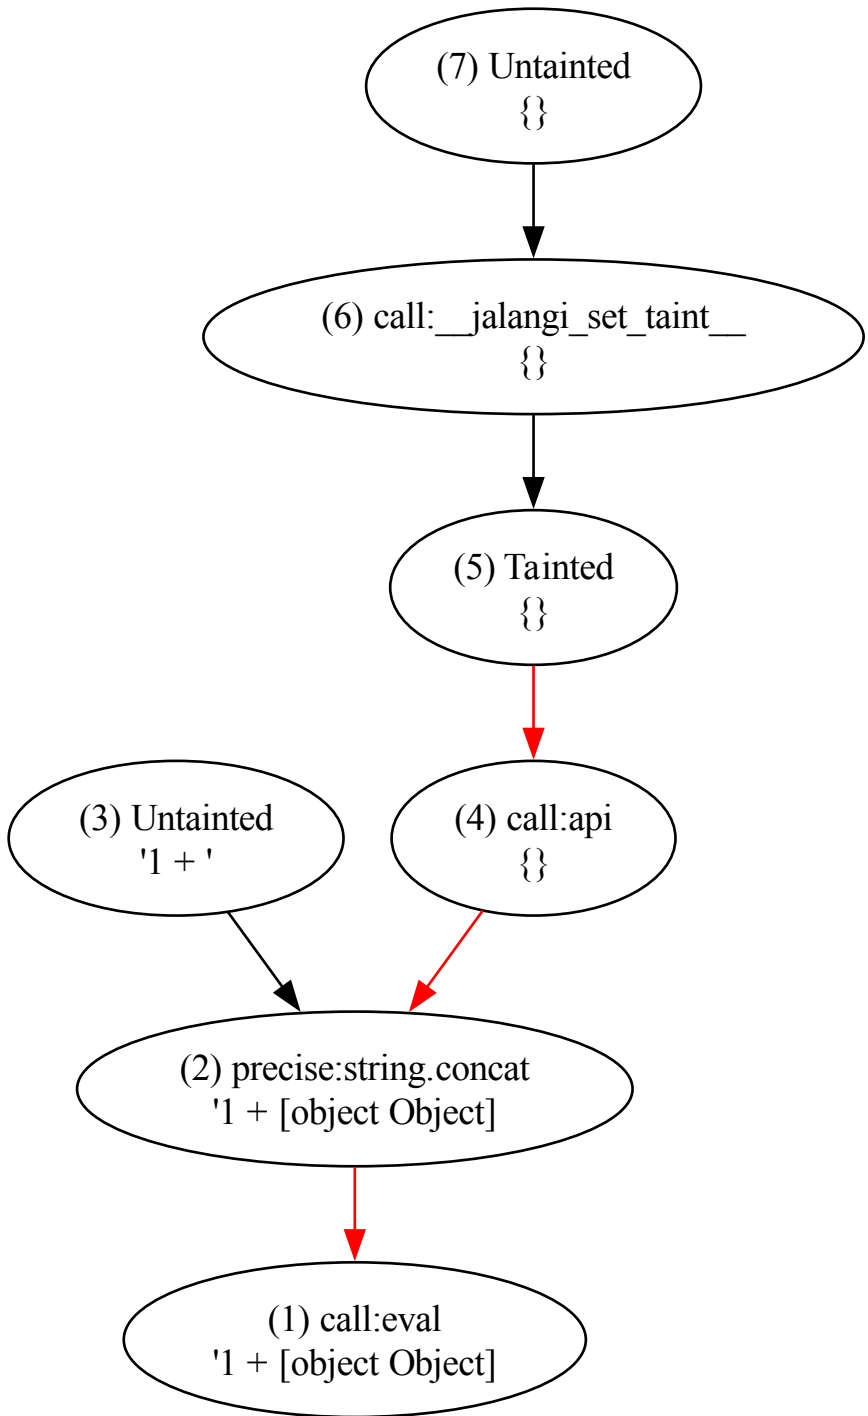 (7) Untainted
{}
(6) call:__jalangi_set_taint__
{}
(5) Tainted
{}
(3) Untainted
'1 + '
(4) call:api
{}
(2) precise:string.concat
'1 + [object Object]
(1) call:eval
'1 + [object Object]